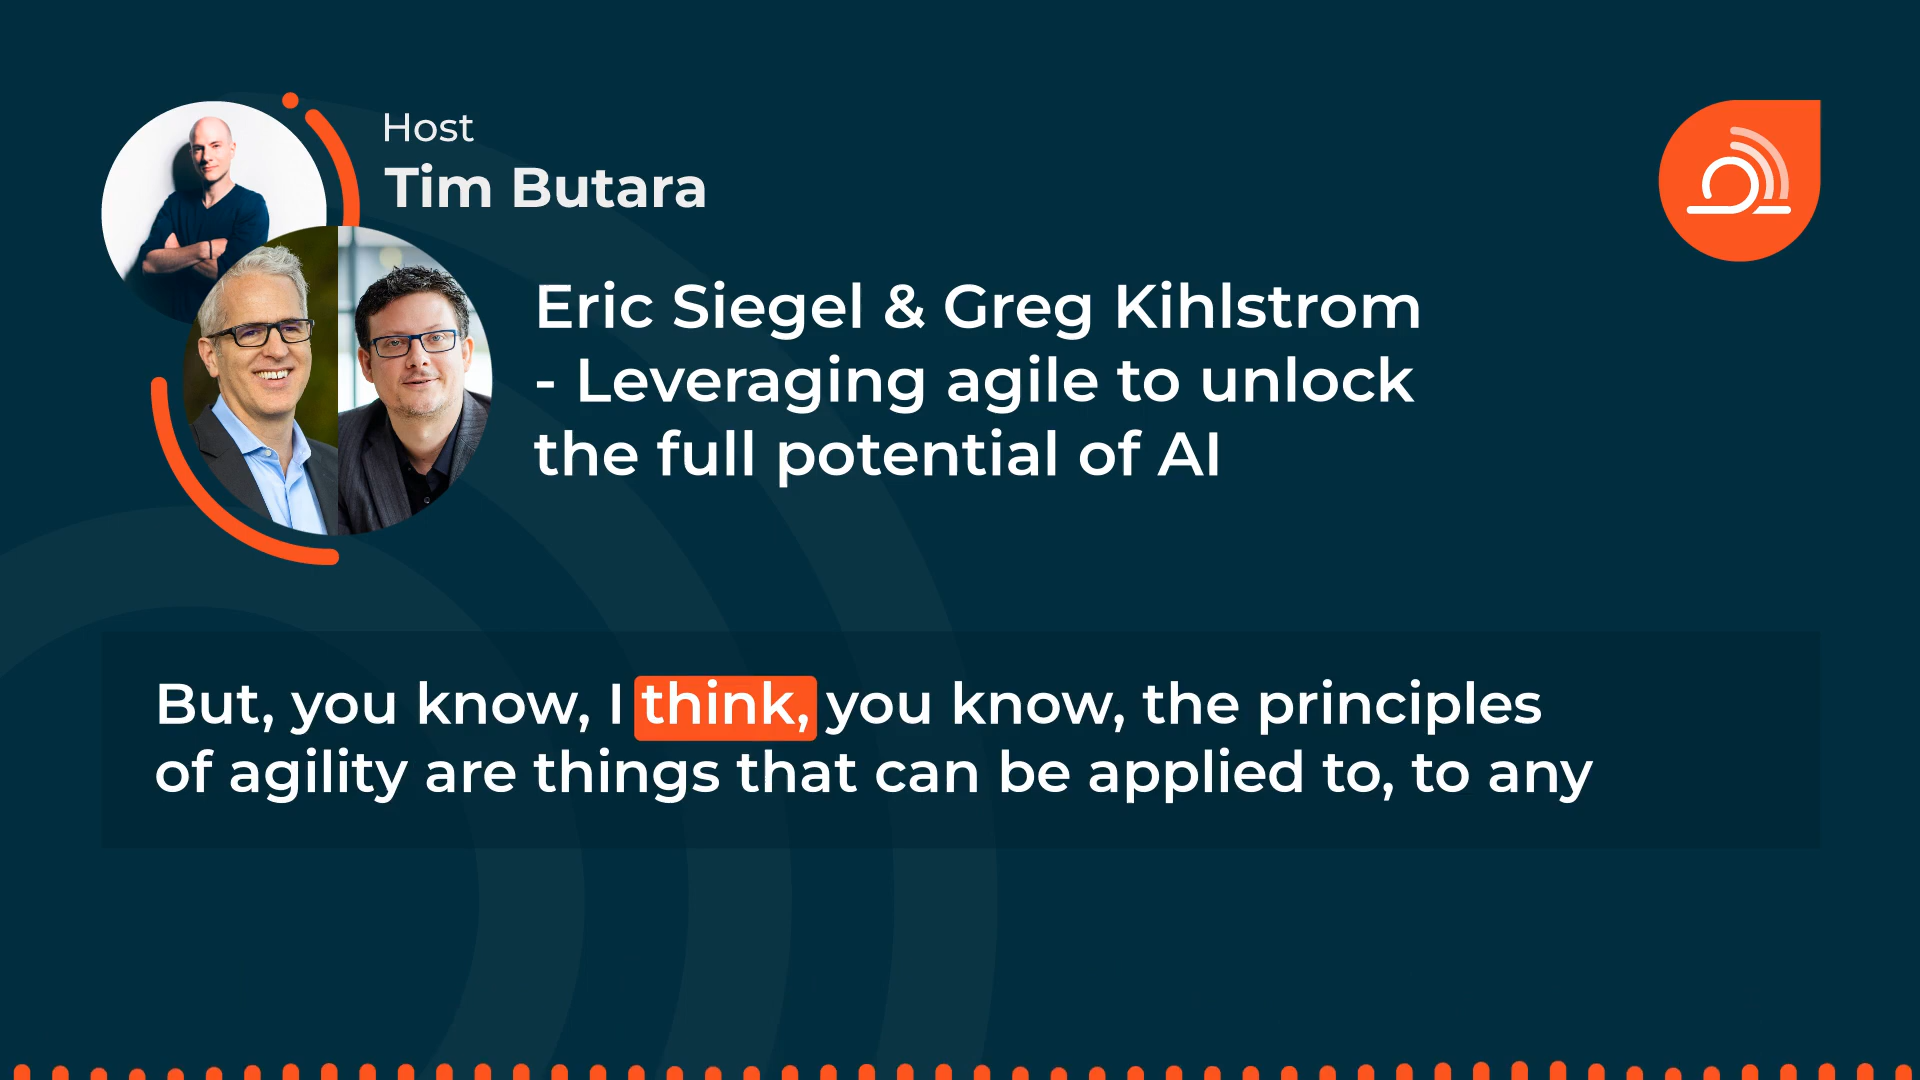 Host
Tim Butara
Eric Siegel & Greg Kihlstrom
- Leveraging agile to unlock
the full potential of AI
But, you know, I think, you know, the principles
of agility are things that can be applied to, to any